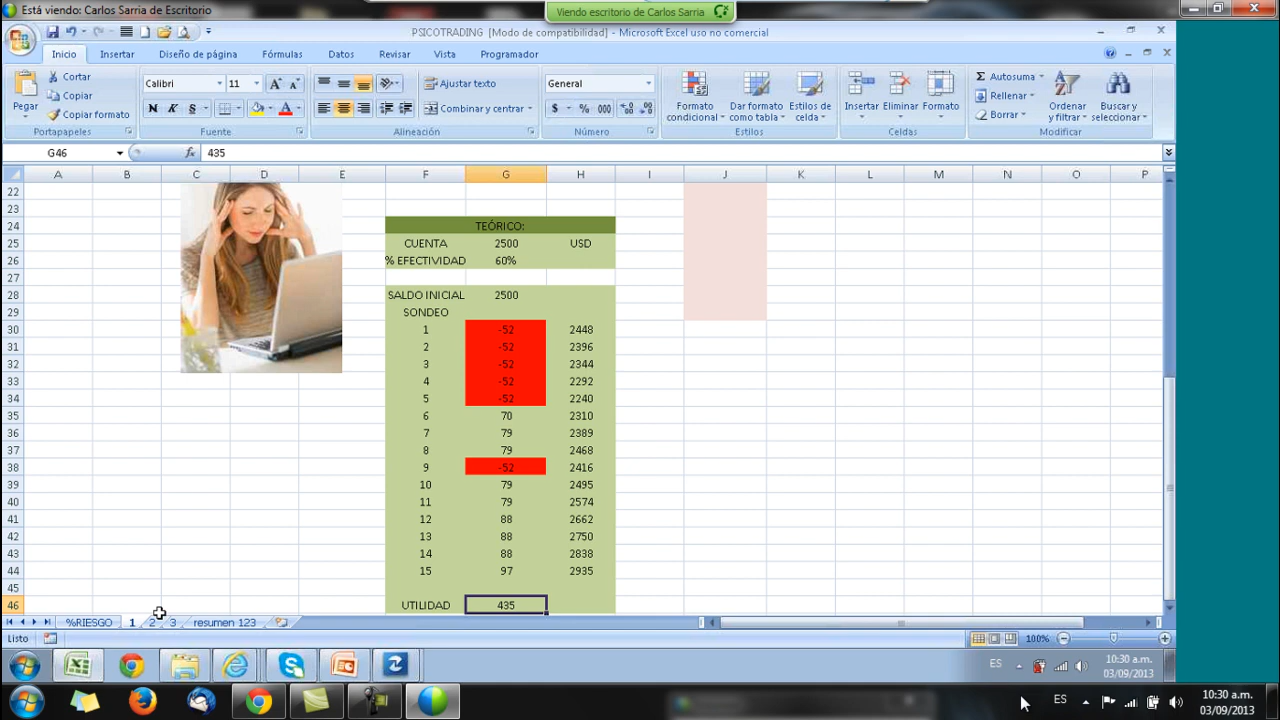 Está viendo: Carlos Sarria de Escritorio
Viendo escritorio de Carlos Sarria
PSICOTRADING [Modo de compatibilidad] - Microsoft Excel uso no comercial
Inicio Insertar Diseño de página Fórmulas Datos Revisar Vista Programador
Pegar
Cortar
Copiar
Copiar formato
Portapapeles
Calibri 11
N K S
Fuente
Ajustar texto
Combinar y centrar
Alineación
General
$ % 000
Número
Formato condicional
Dar formato como tabla
Estilos de celda
Estilos
Insertar Eliminar Formato
Celdas
Autosuma
Rellenar
Borrar
Ordenar y filtrar
Buscar y seleccionar
Modificar
G46 fx 435
A B C D E F G H I J K L M N O P
22
23
24 TEÓRICO:
25 CUENTA 2500 USD
26 % EFECTIVIDAD 60%
27
28 SALDO INICIAL 2500
29 SONDEO
30 1 -52 2448
31 2 -52 2396
32 3 -52 2344
33 4 -52 2292
34 5 -52 2240
35 6 70 2310
36 7 79 2389
37 8 79 2468
38 9 -52 2416
39 10 79 2495
40 11 79 2574
41 12 88 2662
42 13 88 2750
43 14 88 2838
44 15 97 2935
45
46 UTILIDAD 435
%RIESGO 1 2 3 resumen 123
Listo 100%
ES 10:30 a.m.
03/09/2013
ES 10:30 a.m.
03/09/2013